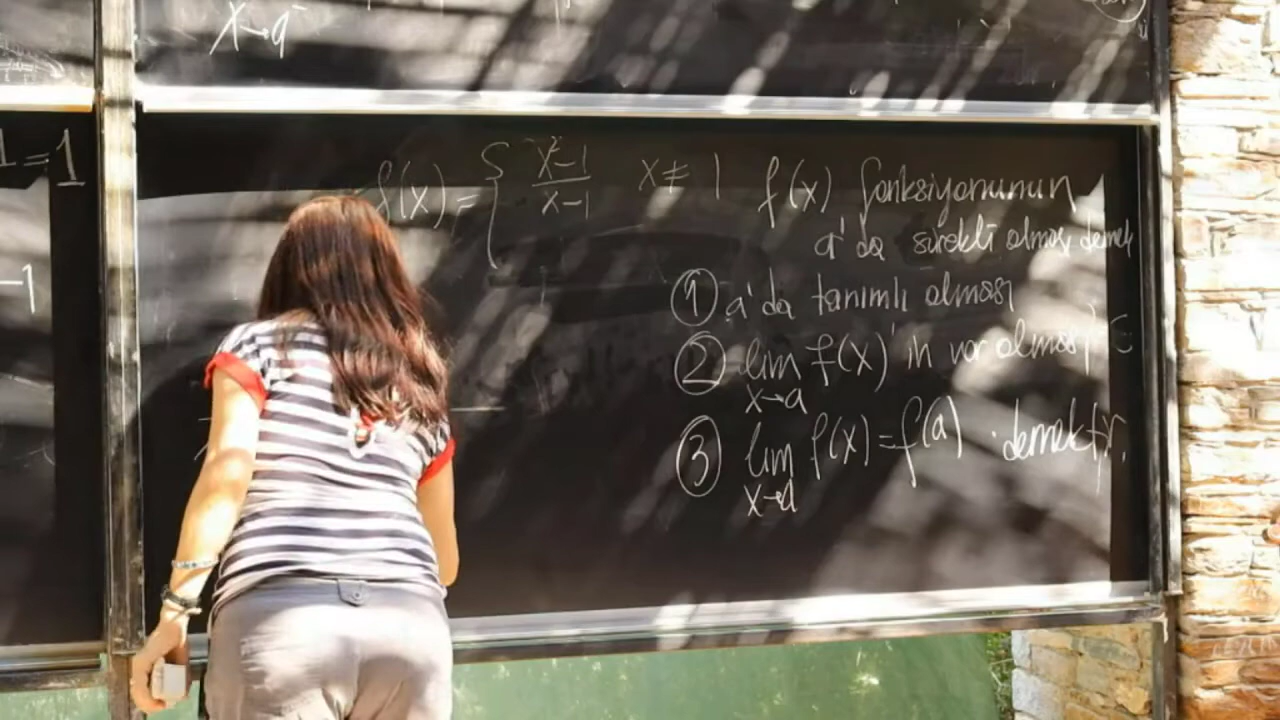 x→a⁻
1=1
-1
f(x) = { x²-1 / x-1 x≠1
f(x) fonksiyonunun
a'da sürekli olması demek
① a'da tanımlı olması
② lim f(x)'in var olması
x→a
③ lim f(x)=f(a) demektir.
x→a